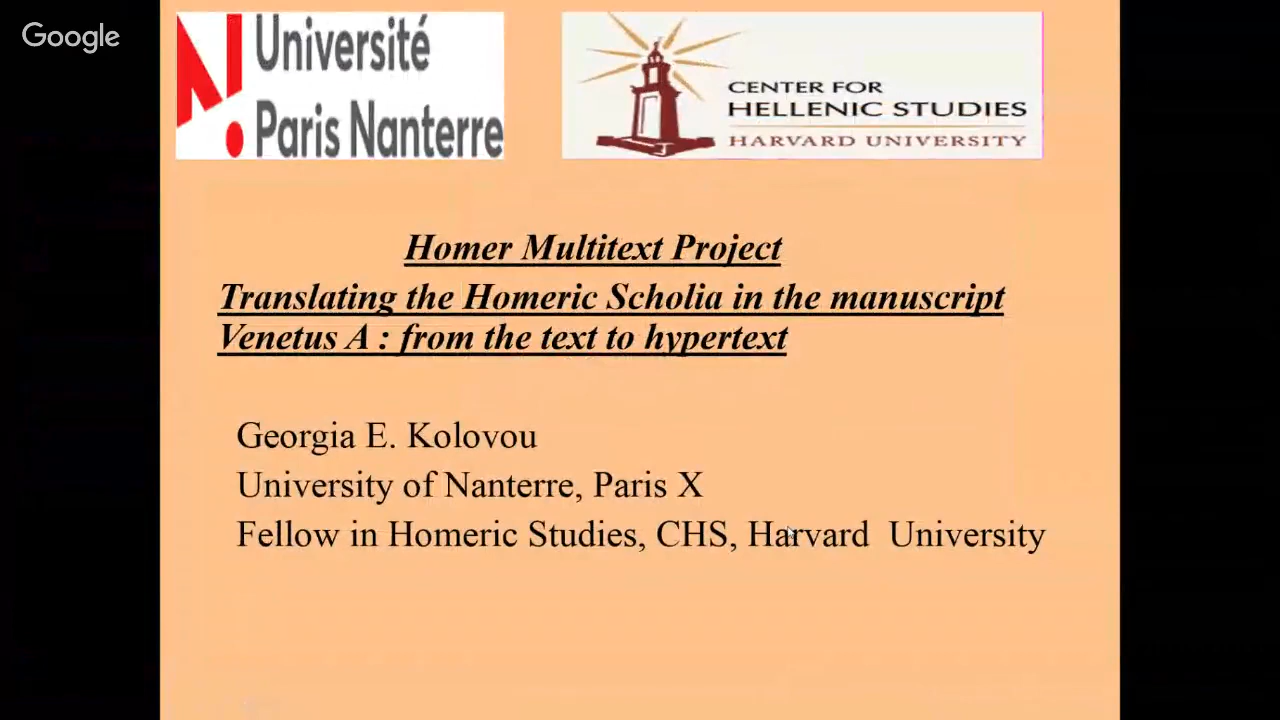 Google
Université
Paris Nanterre
CENTER FOR
HELLENIC STUDIES
HARVARD UNIVERSITY
Homer Multitext Project
Translating the Homeric Scholia in the manuscript
Venetus A : from the text to hypertext
Georgia E. Kolovou
University of Nanterre, Paris X
Fellow in Homeric Studies, CHS, Harvard University